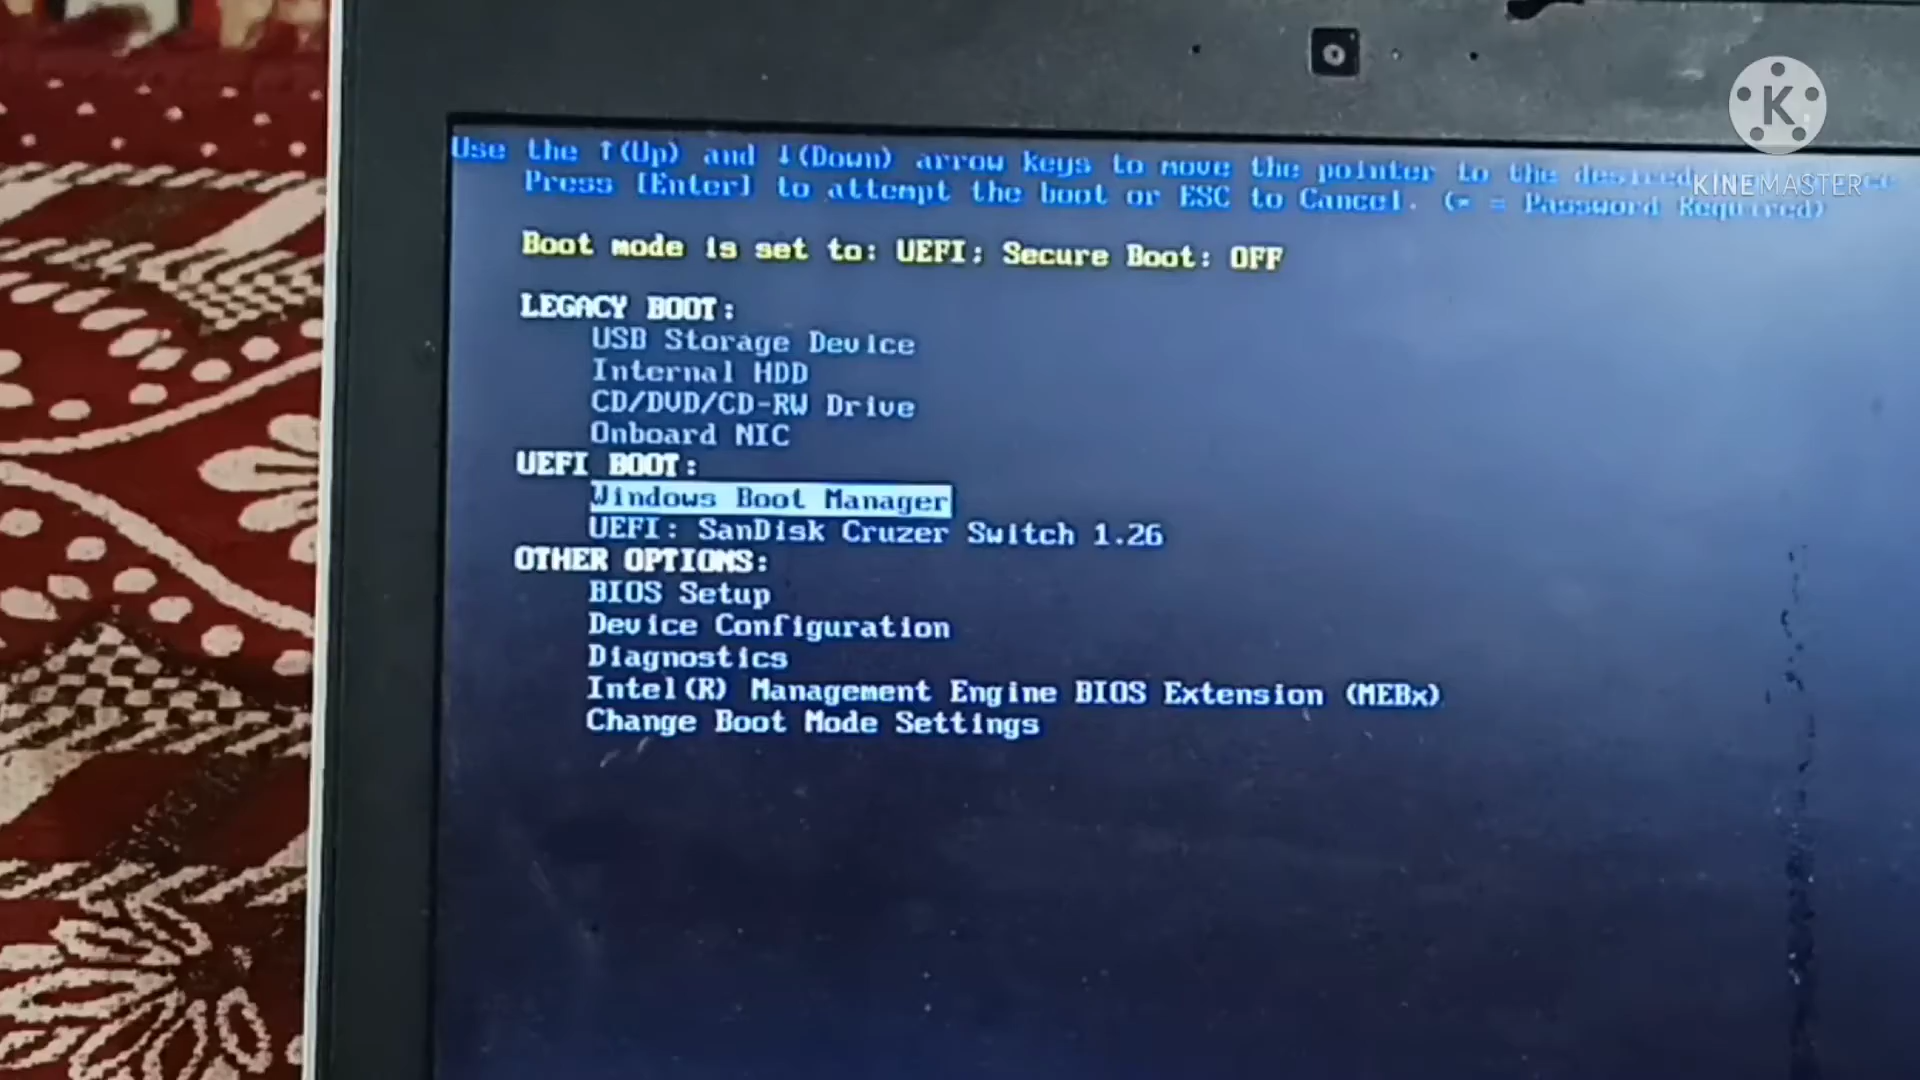 Use the ↑(Up) and ↓(Down) arrow keys to move the pointer to the desired
Press [Enter] to attempt the boot or ESC to Cancel. (* = Password Required)
Boot mode is set to: UEFI; Secure Boot: OFF
LEGACY BOOT:
USB Storage Device
Internal HDD
CD/DVD/CD-RW Drive
Onboard NIC
UEFI BOOT:
Windows Boot Manager
UEFI: SanDisk Cruzer Switch 1.26
OTHER OPTIONS:
BIOS Setup
Device Configuration
Diagnostics
Intel(R) Management Engine BIOS Extension (MEBx)
Change Boot Mode Settings
K
KINEMASTER